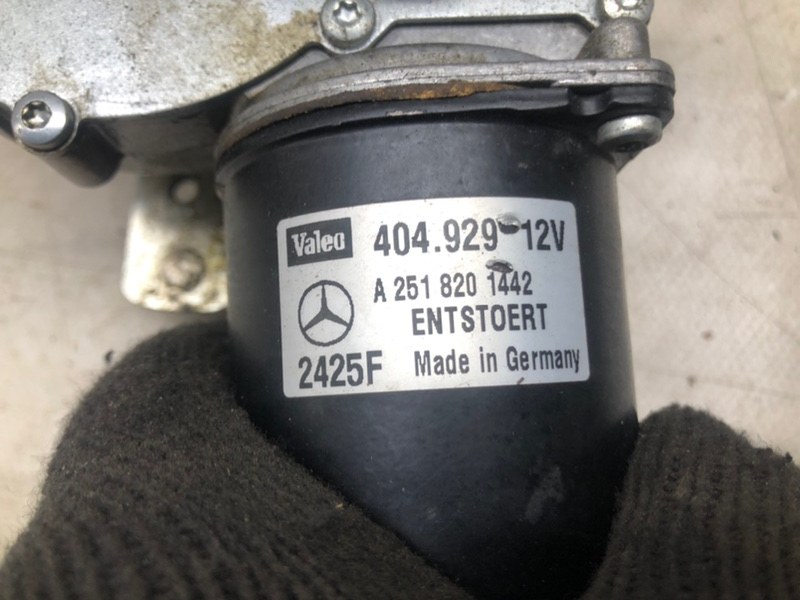 Valeo 404.929 12V
A 251 820 1442
ENTSTOERT
2425F Made in Germany